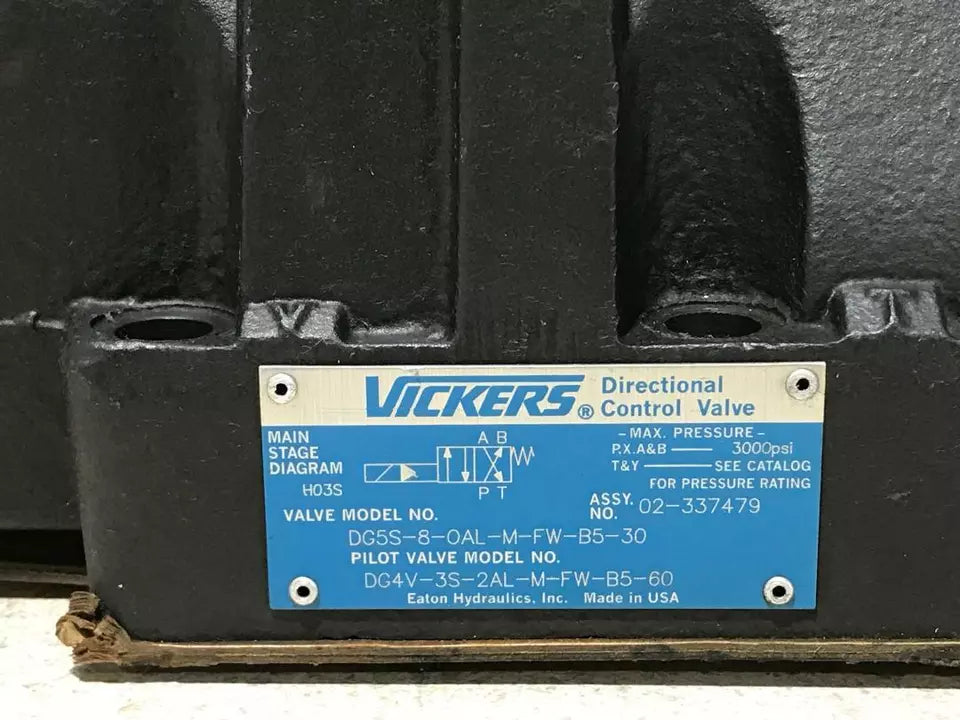 Y T
VICKERS® Directional
Control Valve
MAIN
STAGE
DIAGRAM
H03S
A B
P T
-MAX. PRESSURE-
P,X,A&B — 3000psi
T&Y — SEE CATALOG
FOR PRESSURE RATING
ASSY.
NO. 02-337479
VALVE MODEL NO.
DG5S-8-0AL-M-FW-B5-30
PILOT VALVE MODEL NO.
DG4V-3S-2AL-M-FW-B5-60
Eaton Hydraulics, Inc. Made in USA